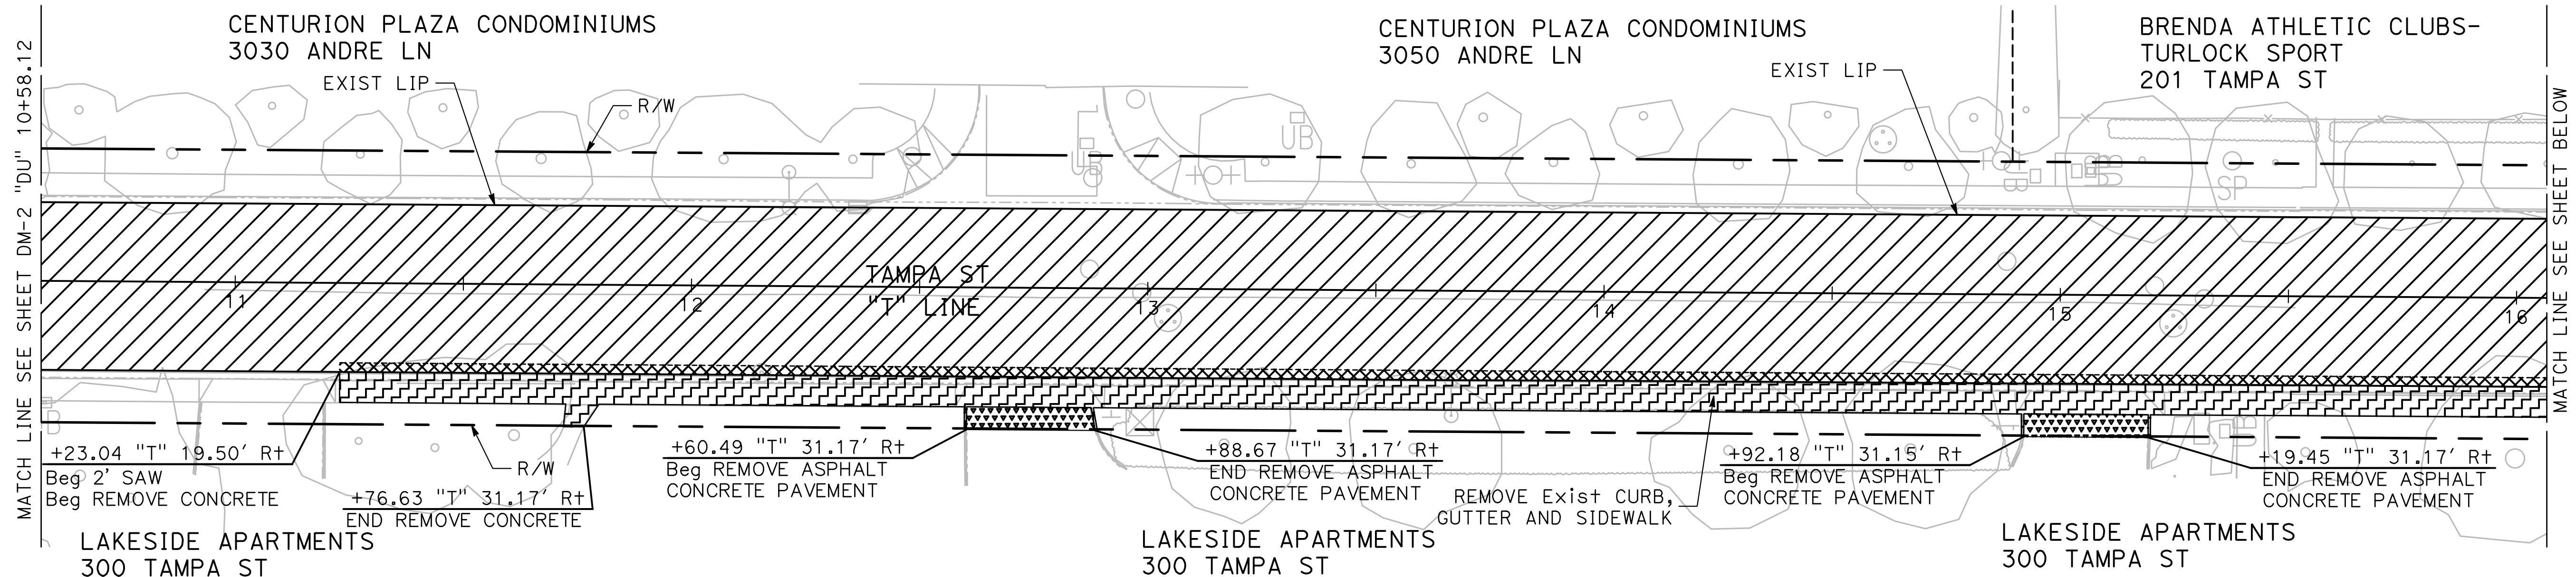 CENTURION PLAZA CONDOMINIUMS
3030 ANDRE LN
CENTURION PLAZA CONDOMINIUMS
3050 ANDRE LN
BRENDA ATHLETIC CLUBS-
TURLOCK SPORT
201 TAMPA ST
EXIST LIP
R/W
EXIST LIP
MATCH LINE SEE SHEET DM-2 "DU" 10+58.12
MATCH LINE SEE SHEET BELOW
UB
UB
SP
TAMPA ST
"T" LINE
11
12
13
14
15
16
+23.04 "T" 19.50' Rt
Beg 2' SAW
Beg REMOVE CONCRETE
R/W
+76.63 "T" 31.17' Rt
END REMOVE CONCRETE
+60.49 "T" 31.17' Rt
Beg REMOVE ASPHALT
CONCRETE PAVEMENT
+88.67 "T" 31.17' Rt
END REMOVE ASPHALT
CONCRETE PAVEMENT
REMOVE Exist CURB,
GUTTER AND SIDEWALK
+92.18 "T" 31.15' Rt
Beg REMOVE ASPHALT
CONCRETE PAVEMENT
+19.45 "T" 31.17' Rt
END REMOVE ASPHALT
CONCRETE PAVEMENT
LAKESIDE APARTMENTS
300 TAMPA ST
LAKESIDE APARTMENTS
300 TAMPA ST
LAKESIDE APARTMENTS
300 TAMPA ST